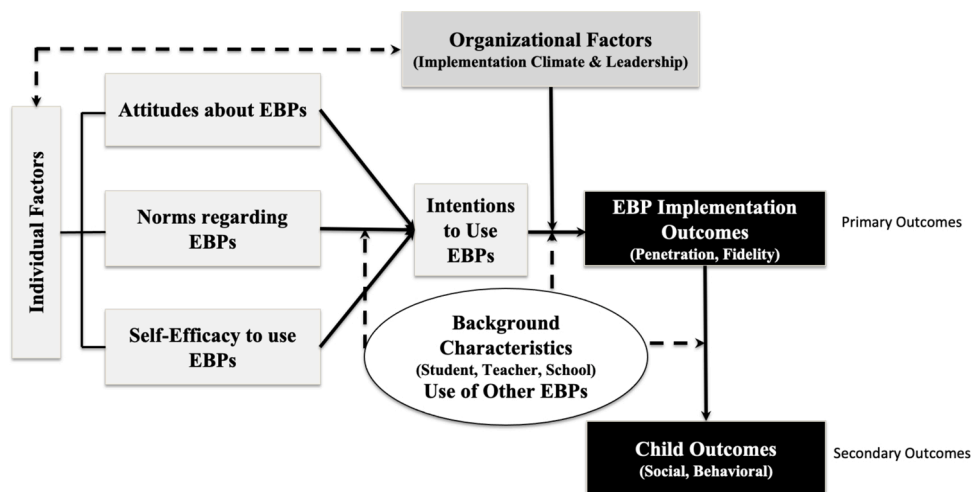 Organizational Factors
(Implementation Climate & Leadership)
Individual Factors
Attitudes about EBPs
Norms regarding
EBPs
Self-Efficacy to use
EBPs
Intentions
to Use
EBPs
EBP Implementation
Outcomes
(Penetration, Fidelity)
Primary Outcomes
Background
Characteristics
(Student, Teacher, School)
Use of Other EBPs
Child Outcomes
(Social, Behavioral)
Secondary Outcomes